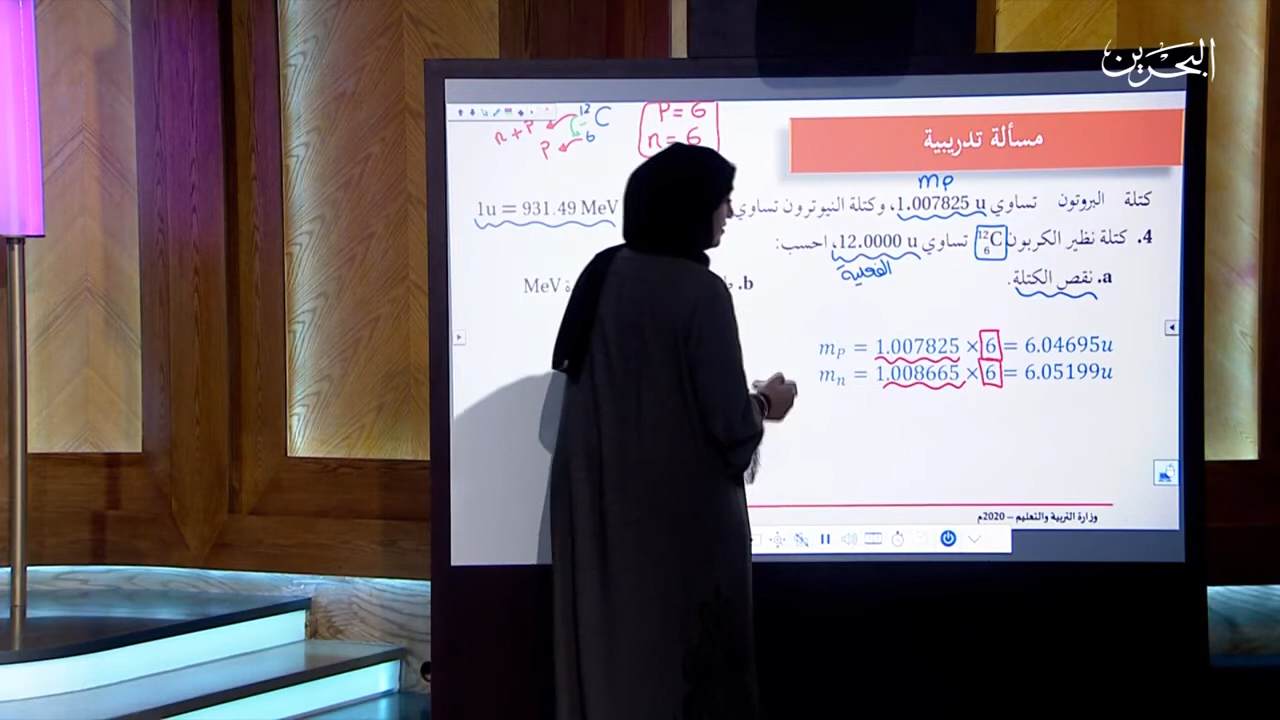 البحرين
12
6 C
n + P
P
P = 6
n = 6
مسألة تدريبية
mp
كتلة البروتون تساوي 1.007825 u، وكتلة النيوترون تساوي
1u = 931.49 MeV
4. كتلة نظير الكربون ¹²₆C تساوي 12.0000 u، احسب:
الفعلية
a. نقص الكتلة.
b.
MeV
mP = 1.007825 × 6 = 6.04695u
mn = 1.008665 × 6 = 6.05199u
وزارة التربية والتعليم – 2020م